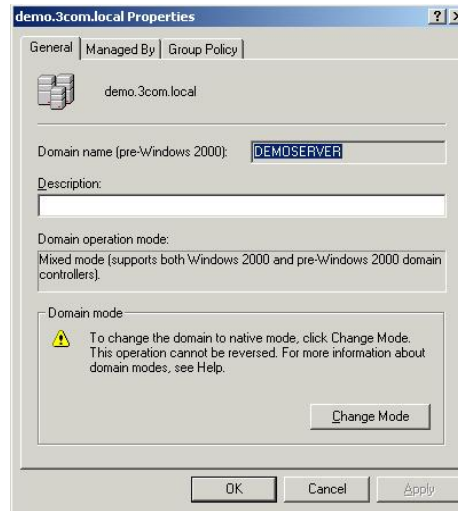 demo.3com.local Properties
General Managed By Group Policy
demo.3com.local
Domain name (pre-Windows 2000): DEMOSERVER
Description:
Domain operation mode:
Mixed mode (supports both Windows 2000 and pre-Windows 2000 domain
controllers).
Domain mode
To change the domain to native mode, click Change Mode.
This operation cannot be reversed. For more information about
domain modes, see Help.
Change Mode
OK Cancel Apply